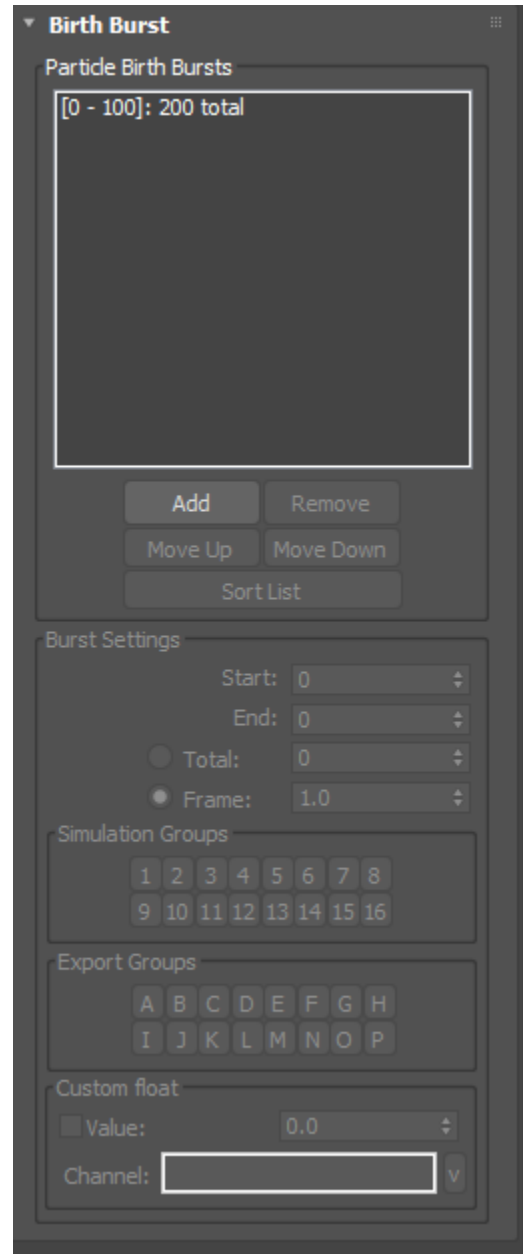 Birth Burst
Particle Birth Bursts
[0 - 100]: 200 total
Add Remove
Move Up Move Down
Sort List
Burst Settings
Start: 0
End: 0
Total: 0
Frame: 1.0
Simulation Groups
1 2 3 4 5 6 7 8
9 10 11 12 13 14 15 16
Export Groups
A B C D E F G H
I J K L M N O P
Custom float
Value: 0.0
Channel: v